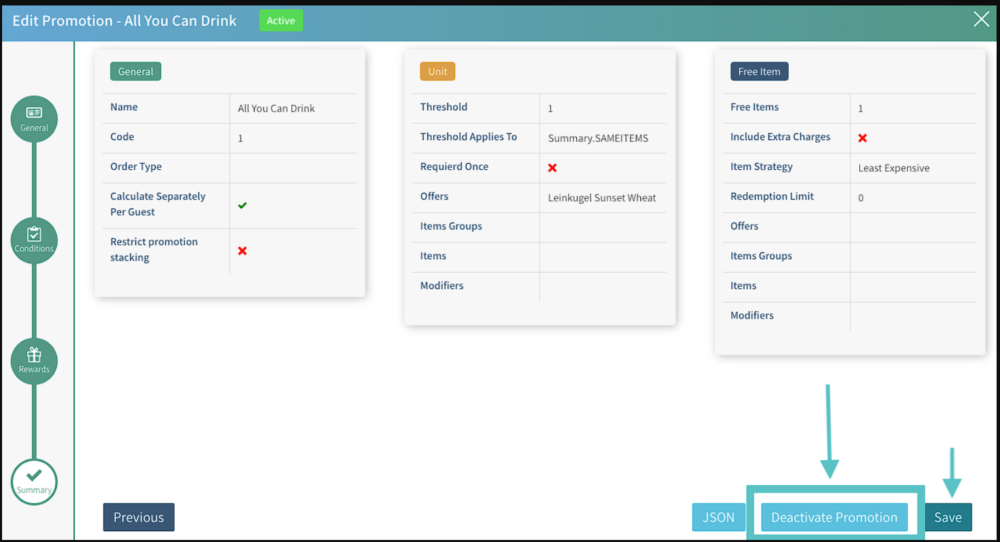 Edit Promotion - All You Can Drink
Active
General
Conditions
Rewards
Summary
General
Name All You Can Drink
Code 1
Order Type
Calculate Separately
Per Guest
Restrict promotion
stacking
Unit
Threshold 1
Threshold Applies To Summary.SAMEITEMS
Requierd Once
Offers Leinkugel Sunset Wheat
Items Groups
Items
Modifiers
Free Item
Free Items 1
Include Extra Charges
Item Strategy Least Expensive
Redemption Limit 0
Offers
Items Groups
Items
Modifiers
Previous
JSON
Deactivate Promotion
Save